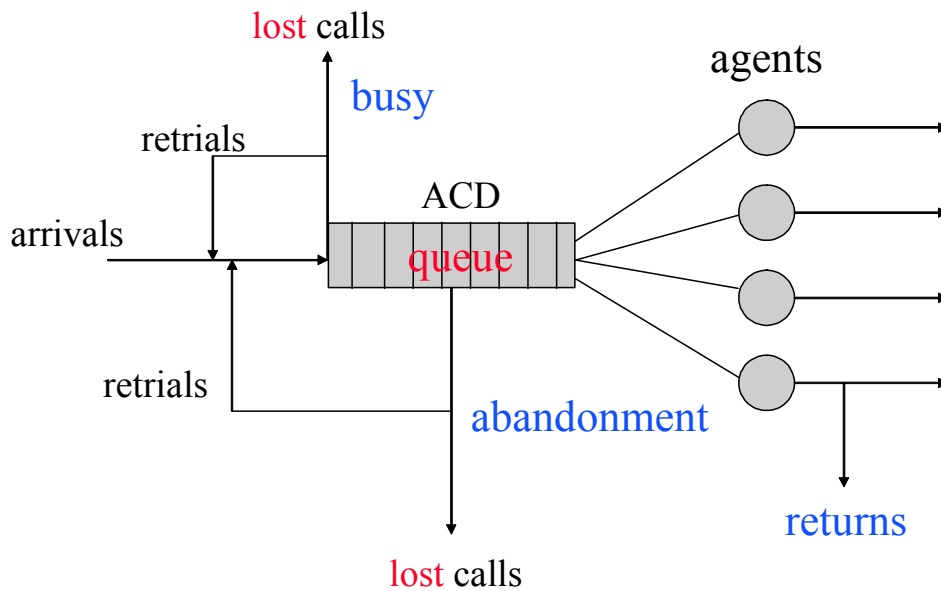 lost calls
agents
busy
retrials
ACD
arrivals
queue
retrials
abandonment
returns
lost calls